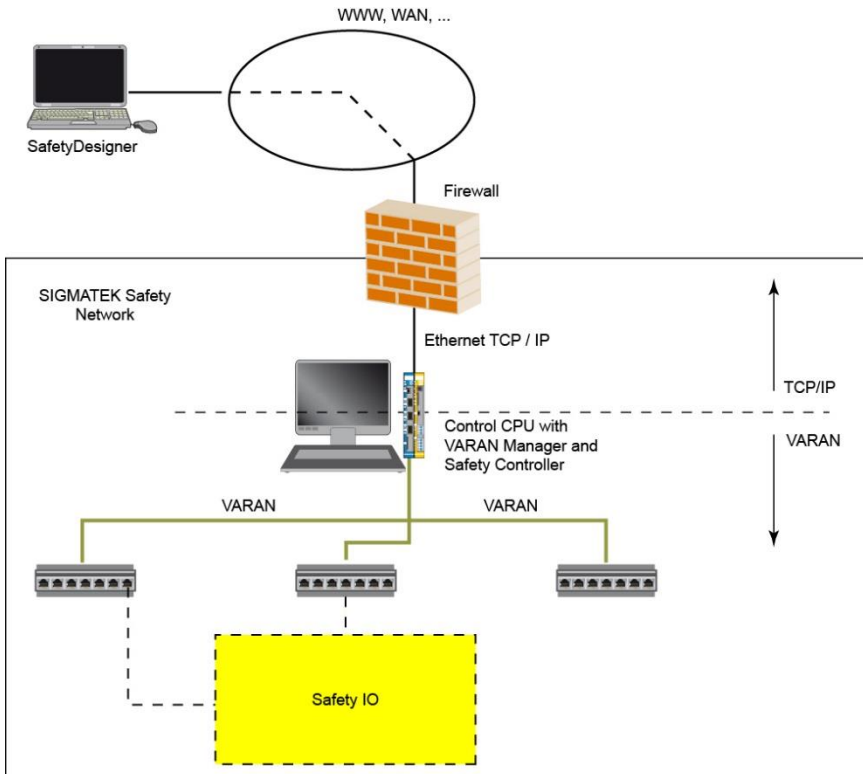 WWW, WAN, ...
SafetyDesigner
Firewall
SIGMATEK Safety
Network
Ethernet TCP / IP
TCP/IP
Control CPU with
VARAN Manager and
Safety Controller
VARAN
VARAN
VARAN
Safety IO